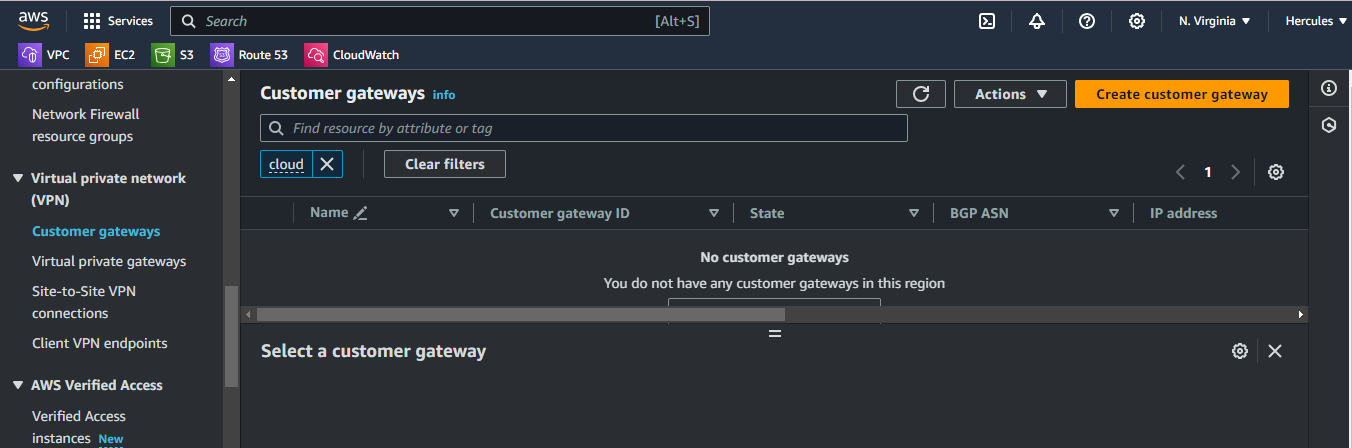 aws
Services
Search
[Alt+S]
N. Virginia
Hercules
VPC
EC2
S3
Route 53
CloudWatch
configurations
Network Firewall
resource groups
Virtual private network
(VPN)
Customer gateways
Virtual private gateways
Site-to-Site VPN
connections
Client VPN endpoints
AWS Verified Access
Verified Access
instances New
Customer gateways info
Actions
Create customer gateway
Find resource by attribute or tag
cloud
Clear filters
1
Name
Customer gateway ID
State
BGP ASN
IP address
No customer gateways
You do not have any customer gateways in this region
Select a customer gateway